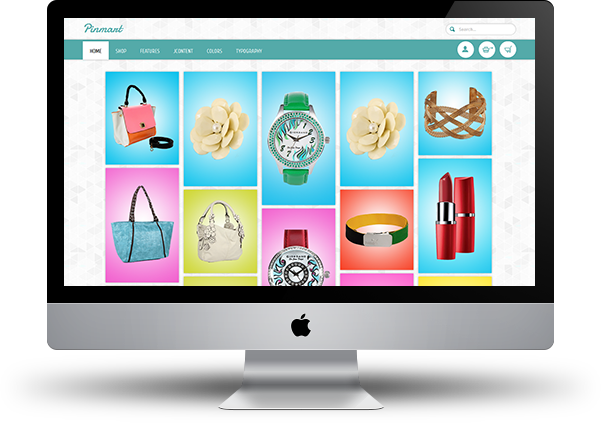 Pinmart
Search...
HOME SHOP FEATURES JCONTENT COLORS TYPOGRAPHY